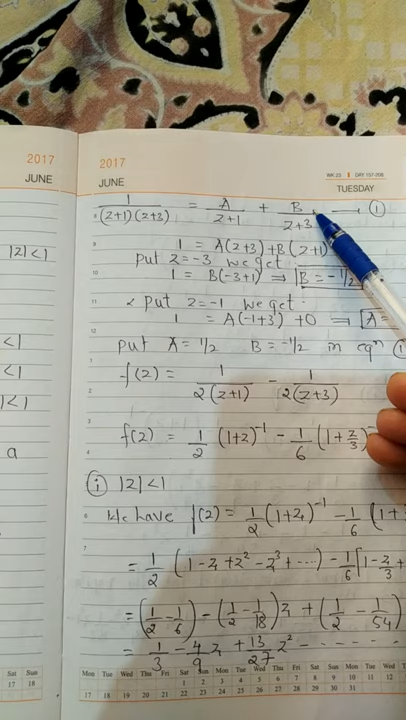 2017
JUNE
|z|<1
<1
<1
|<1
a
Sat Sun
17 18
2017
JUNE
WK 23 | DAY 157-208
TUESDAY
1/(z+1)(z+3) = A/z+1 + B/z+3 ①
1 = A(z+3)+B(z+1)
put z=-3 we get
1 = B(-3+1) ⇒ B=-1/2
& put z=-1 we get
1 = A(-1+3) +0 ⇒ A=
put A=1/2 B=-1/2 in eqn ①
f(z) = 1/2(z+1) - 1/2(z+3)
f(z) = 1/2 (1+z)^-1 - 1/6 (1+z/3)^-
ⓘ |z|<1
We have f(z) = 1/2 (1+z)^-1 - 1/6 (1+
= 1/2 (1-z+z^2-z^3+...) - 1/6 [1-z/3+
= (1/2 - 1/6) - (1/2 - 1/18)z + (1/2 - 1/54)
= 1/3 - 4/9 z + 13/27 z^2 - - - - - -
Mon Tue Wed Thu Fri Sat Sun Mon Tue Wed Thu Fri Sat Sun Mon